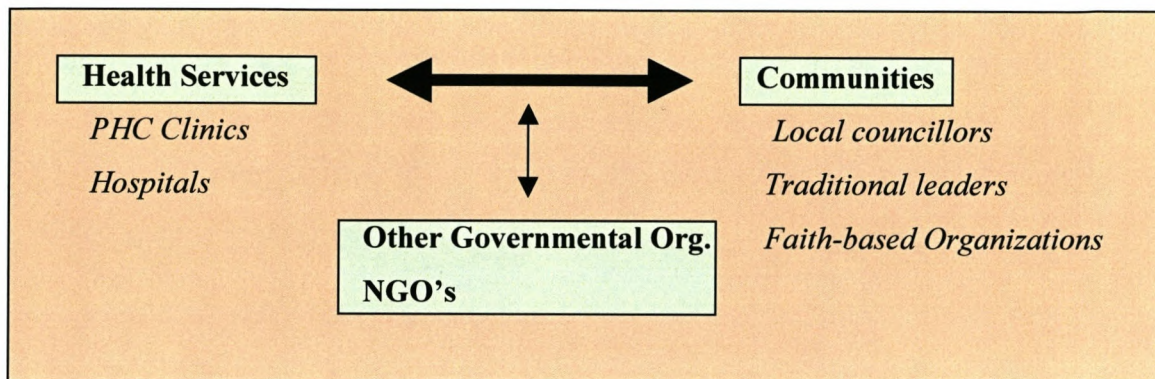 Health Services
PHC Clinics
Hospitals
Communities
Local councillors
Traditional leaders
Faith-based Organizations
Other Governmental Org.
NGO's